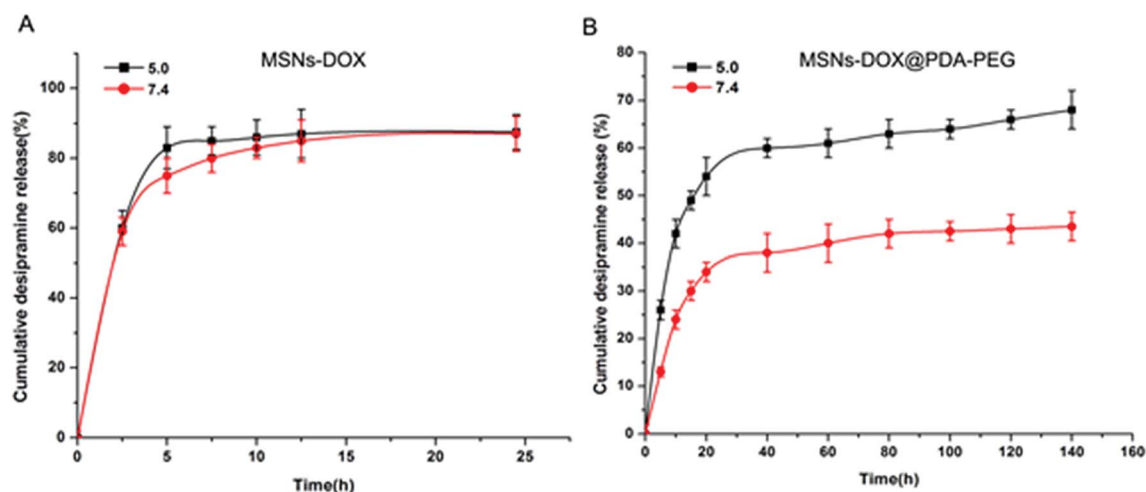 A
MSNs-DOX
5.0
7.4
Cumulative desipramine release(%)
100
80
60
40
20
0
0 5 10 15 20 25
Time(h)
B
MSNs-DOX@PDA-PEG
5.0
7.4
Cumulative desipramine release (%)
80
70
60
50
40
30
20
10
0
0 20 40 60 80 100 120 140 160
Time(h)